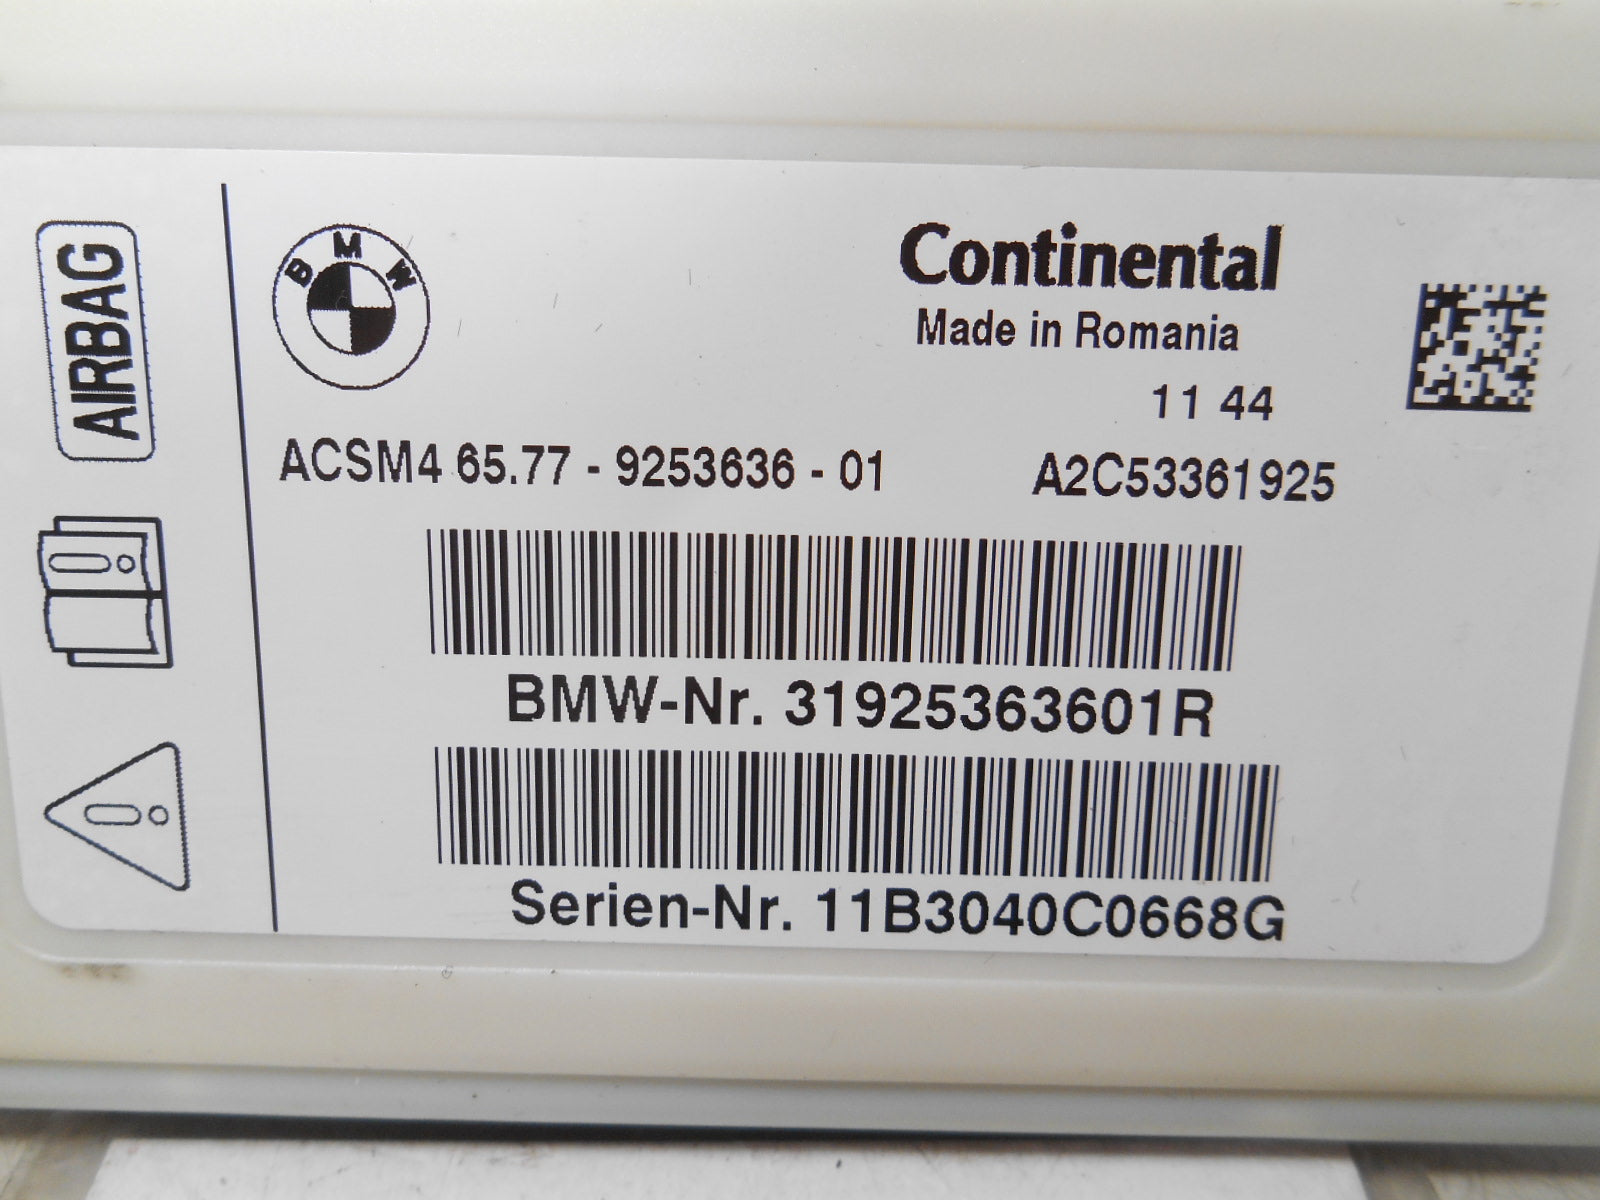 AIRBAG
BMW
Continental
Made in Romania
11 44
ACSM4 65.77 - 9253636 - 01 A2C53361925
BMW-Nr. 31925363601R
Serien-Nr. 11B3040C0668G